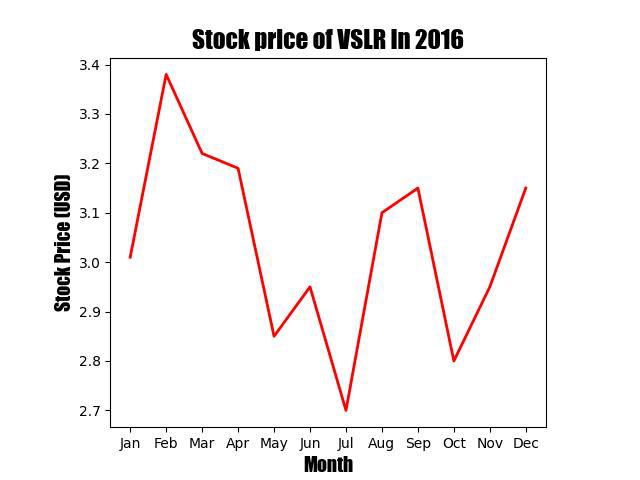 Stock price of VSLR in 2016
3.4
3.3
3.2
3.1
3.0
2.9
2.8
2.7
Stock Price (USD)
Jan Feb Mar Apr May Jun Jul Aug Sep Oct Nov Dec
Month